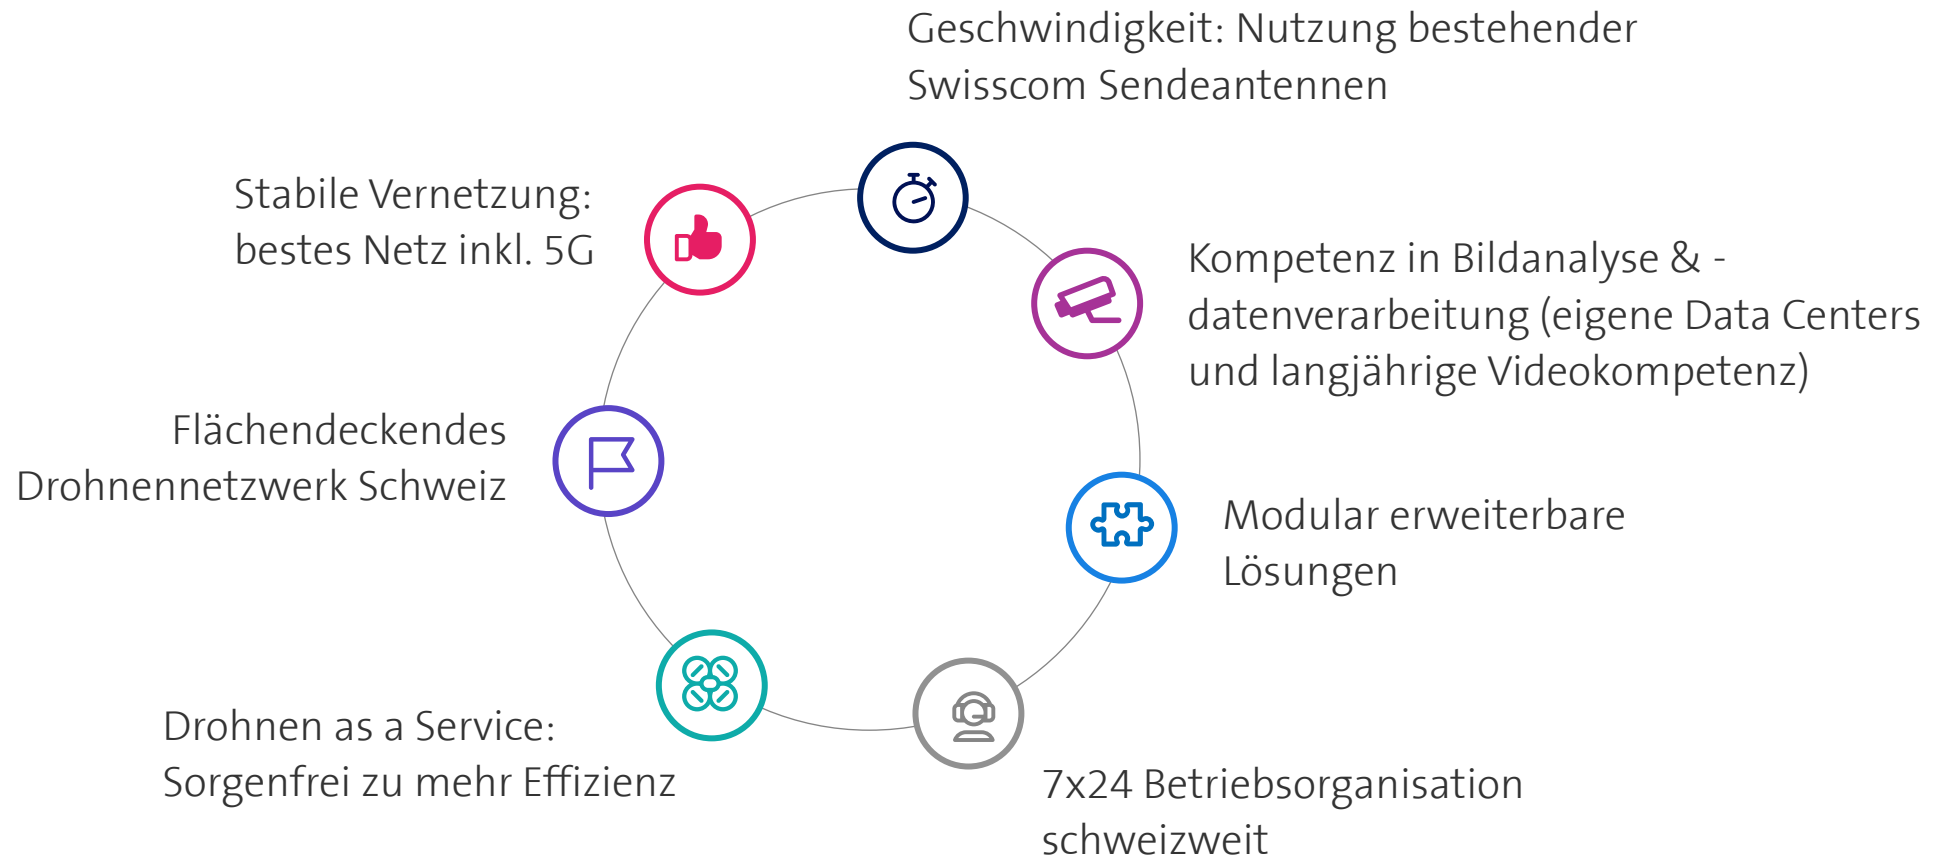 Geschwindigkeit: Nutzung bestehender
Swisscom Sendeantennen
Stabile Vernetzung:
bestes Netz inkl. 5G
Kompetenz in Bildanalyse & -
datenverarbeitung (eigene Data Centers
und langjährige Videokompetenz)
Flächendeckendes
Drohnennetzwerk Schweiz
Modular erweiterbare
Lösungen
Drohnen as a Service:
Sorgenfrei zu mehr Effizienz
7x24 Betriebsorganisation
schweizweit